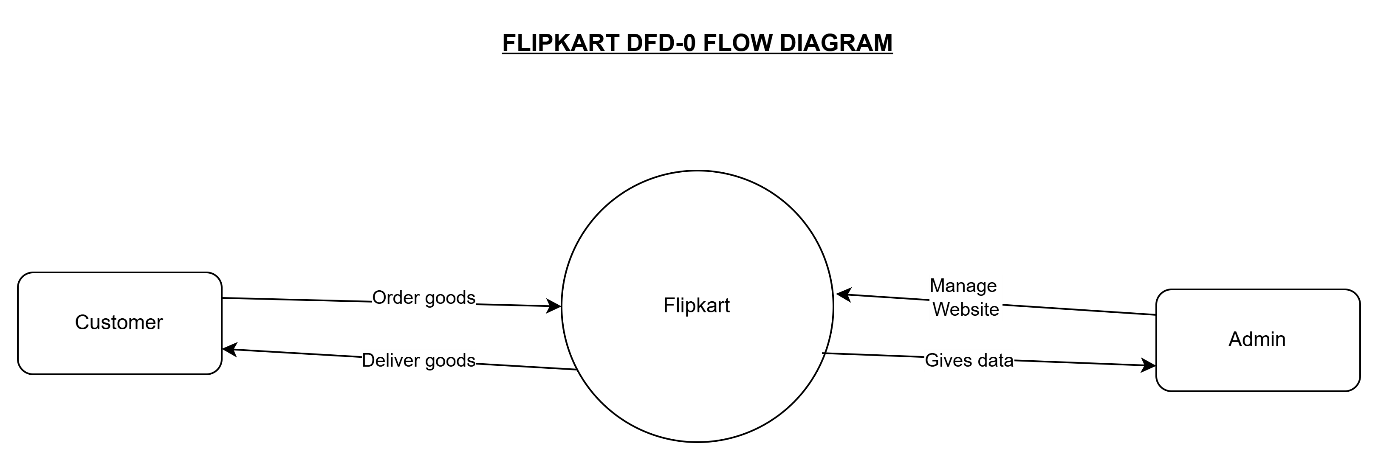 FLIPKART DFD-0 FLOW DIAGRAM
Customer
Order goods
Deliver goods
Flipkart
Manage
Website
Gives data
Admin